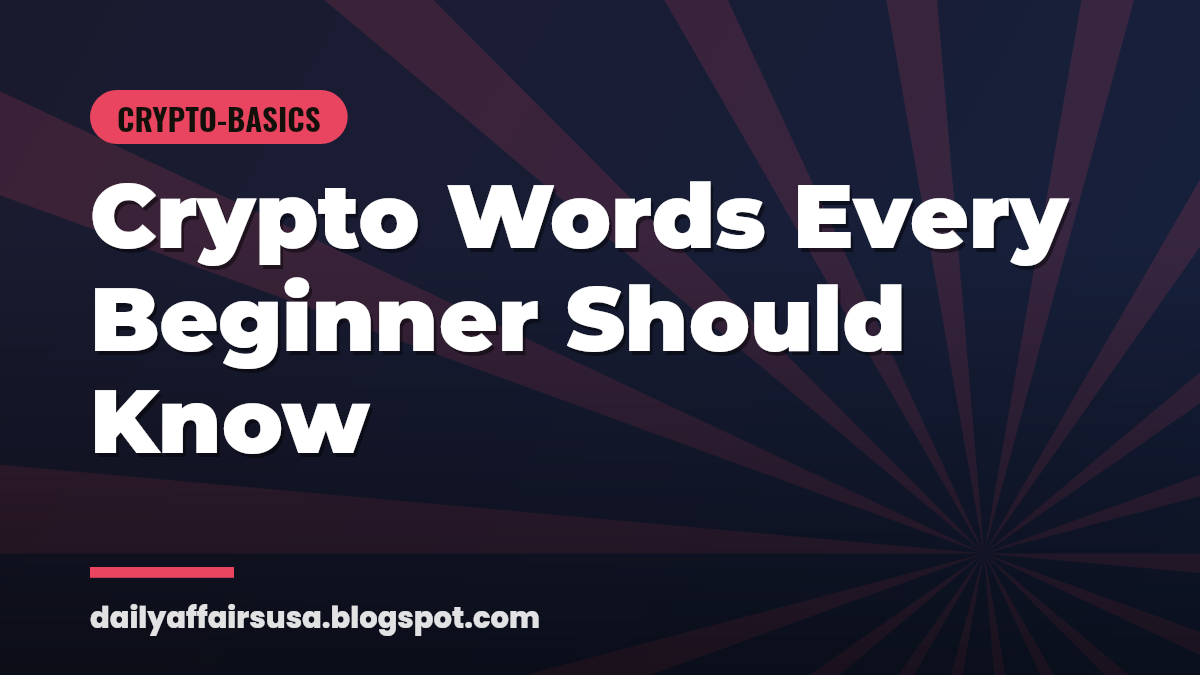 CRYPTO-BASICS
Crypto Words Every
Beginner Should
Know
dailyaffairsusa.blogspot.com